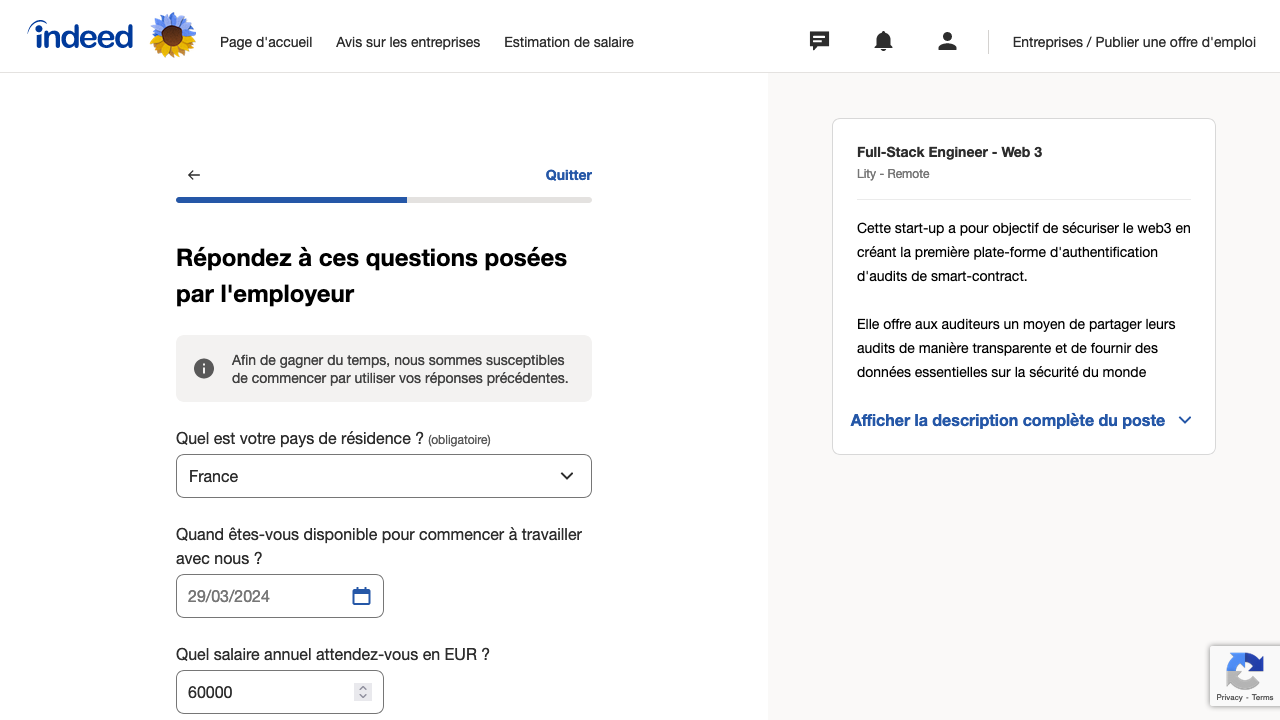 indeed
Page d'accueil
Avis sur les entreprises
Estimation de salaire
Entreprises / Publier une offre d'emploi
Quitter
Répondez à ces questions posées
par l'employeur
Afin de gagner du temps, nous sommes susceptibles
de commencer par utiliser vos réponses précédentes.
Quel est votre pays de résidence ? (obligatoire)
France
Quand êtes-vous disponible pour commencer à travailler
avec nous ?
29/03/2024
Quel salaire annuel attendez-vous en EUR ?
60000
Full-Stack Engineer - Web 3
Lity - Remote
Cette start-up a pour objectif de sécuriser le web3 en
créant la première plate-forme d'authentification
d'audits de smart-contract.
Elle offre aux auditeurs un moyen de partager leurs
audits de manière transparente et de fournir des
données essentielles sur la sécurité du monde
Afficher la description complète du poste
Privacy - Terms